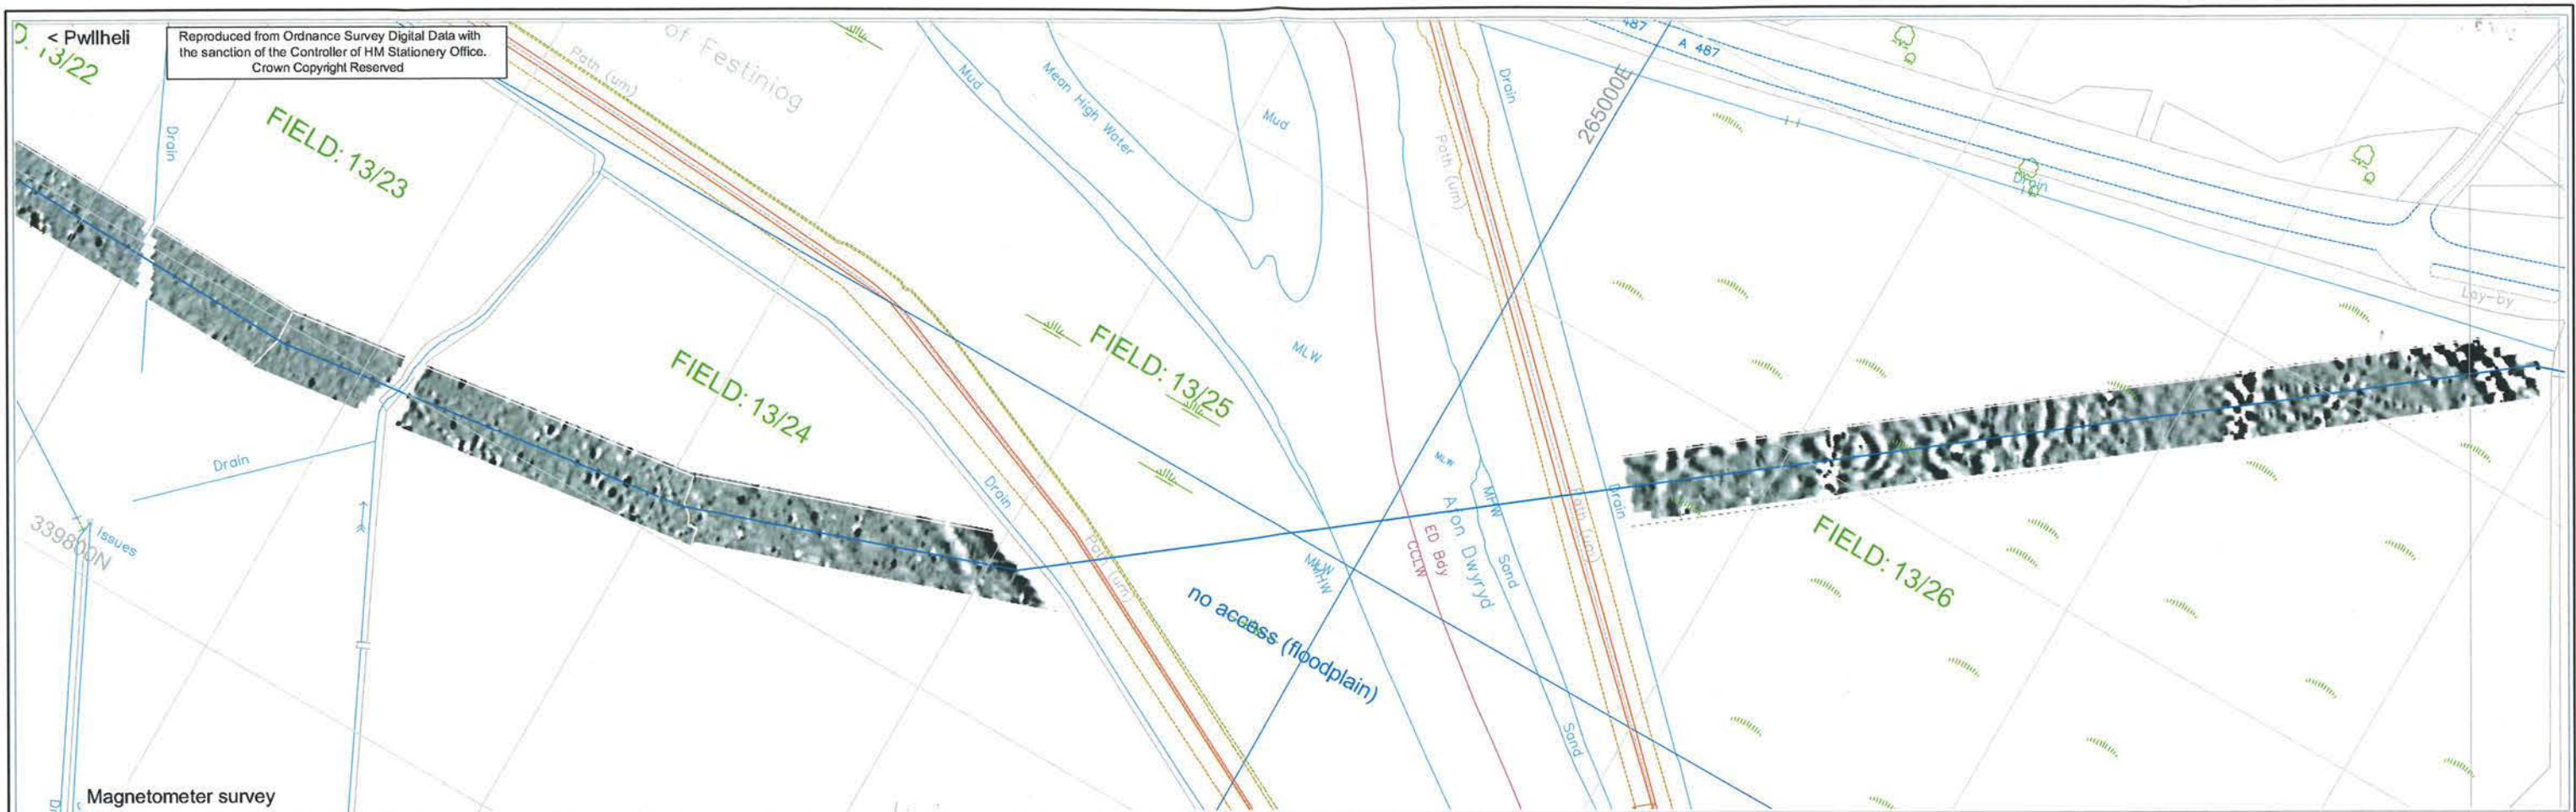 < Pwllheli
Reproduced from Ordnance Survey Digital Data with
the sanction of the Controller of HM Stationery Office.
Crown Copyright Reserved
13/22
Drain
FIELD: 13/23
Path (um)
of Festiniog
Mud
Mean High Water
Mud
Path (um)
Drain
265000E
487
A 487
Drain
Lay-by
FIELD: 13/24
FIELD: 13/25
MLW
MLW
MHW
Sand
Afon Dwyryd
ED Bdy
CCLW
Path (um)
Drain
FIELD: 13/26
Drain
Issues
339800N
Drain
Path (um)
MLW
MHW
no access (floodplain)
Sand
Magnetometer survey